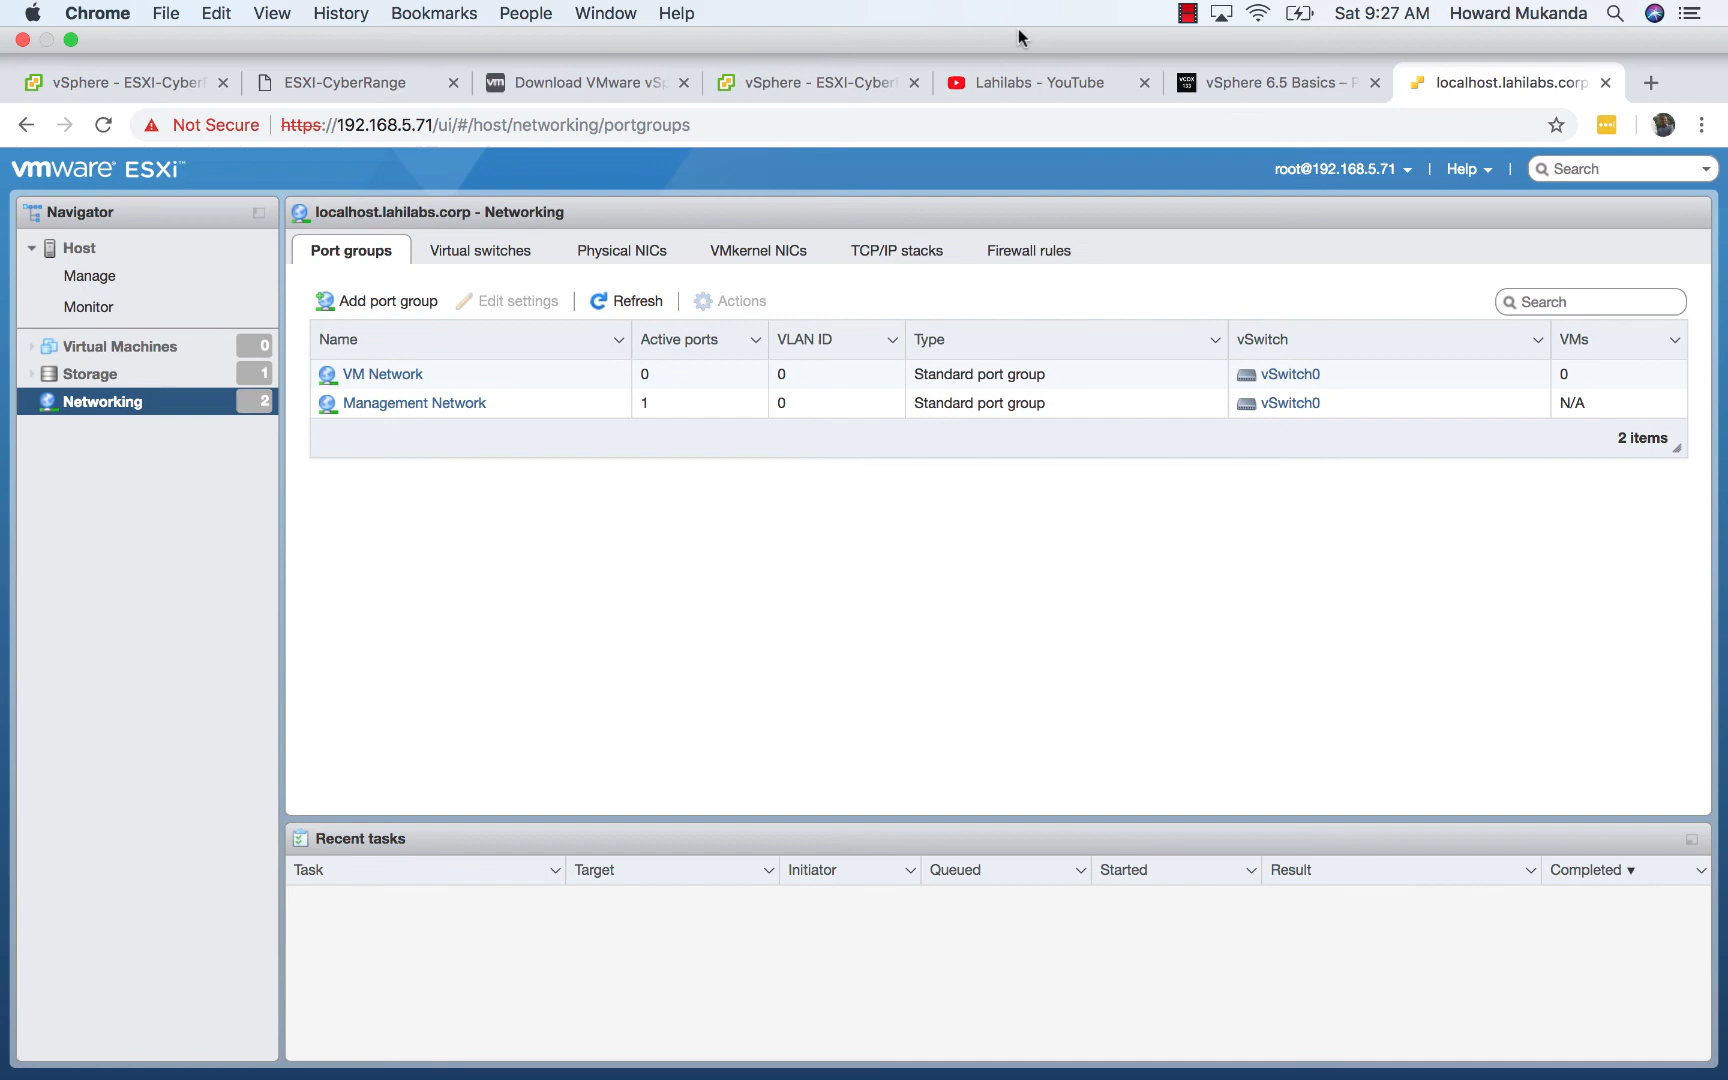 Chrome File Edit View History Bookmarks People Window Help Sat 9:27 AM Howard Mukanda
vSphere - ESXI-CyberR ESXI-CyberRange Download VMware vSp vSphere - ESXI-CyberR Lahilabs - YouTube vSphere 6.5 Basics – P localhost.lahilabs.corp
Not Secure https://192.168.5.71/ui/#/host/networking/portgroups
vmware ESXi™ root@192.168.5.71 | Help | Search
Navigator
Host
Manage
Monitor
Virtual Machines 0
Storage 1
Networking 2
localhost.lahilabs.corp - Networking
Port groups Virtual switches Physical NICs VMkernel NICs TCP/IP stacks Firewall rules
Add port group Edit settings | Refresh | Actions Search
Name Active ports VLAN ID Type vSwitch VMs
VM Network 0 0 Standard port group vSwitch0 0
Management Network 1 0 Standard port group vSwitch0 N/A
2 items
Recent tasks
Task Target Initiator Queued Started Result Completed ▼